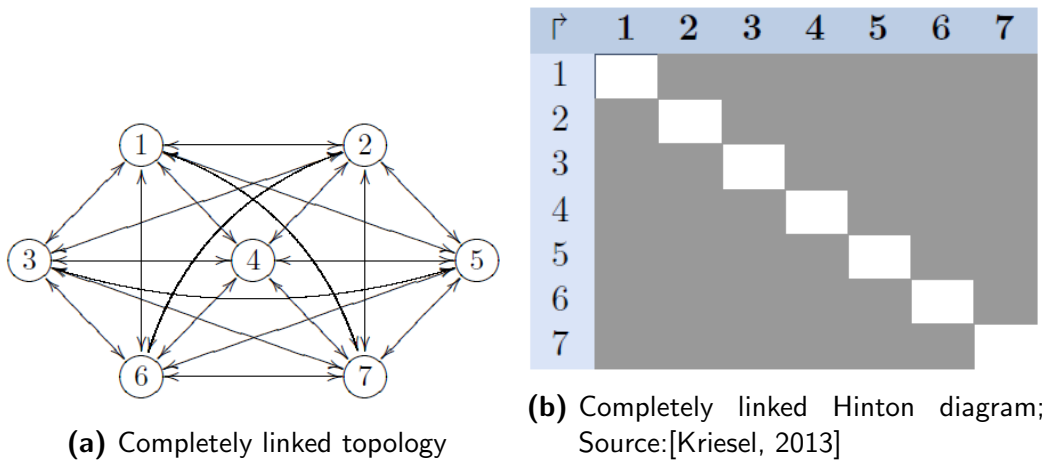 1 2
3 4 5
6 7
(a) Completely linked topology
↱ 1 2 3 4 5 6 7
1
2
3
4
5
6
7
(b) Completely linked Hinton diagram;
Source:[Kriesel, 2013]